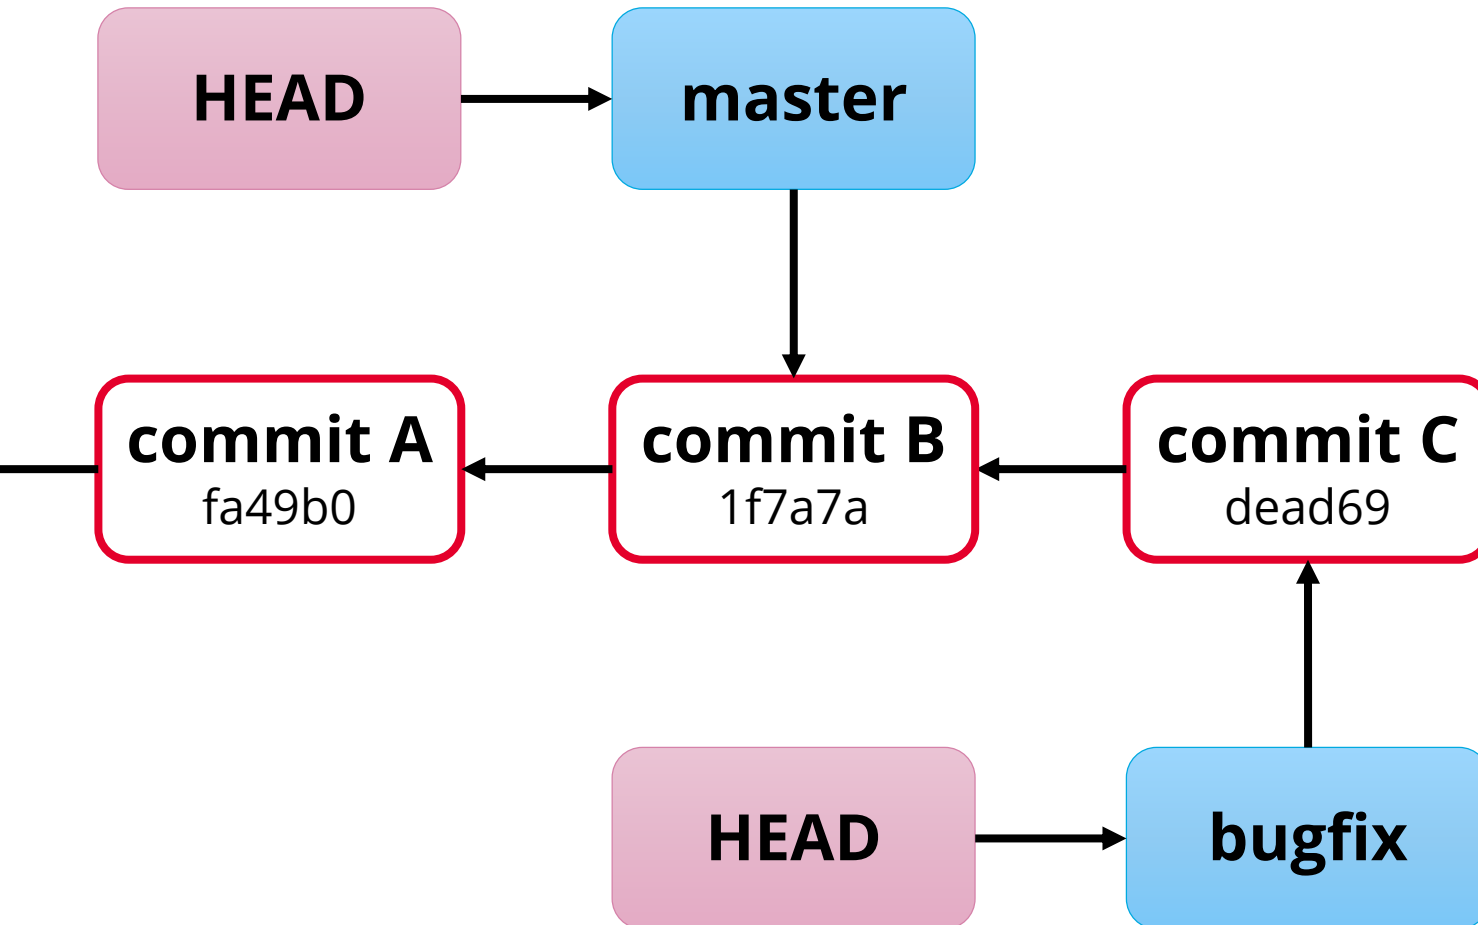 HEAD
master
commit A
fa49b0
commit B
1f7a7a
commit C
dead69
HEAD
bugfix